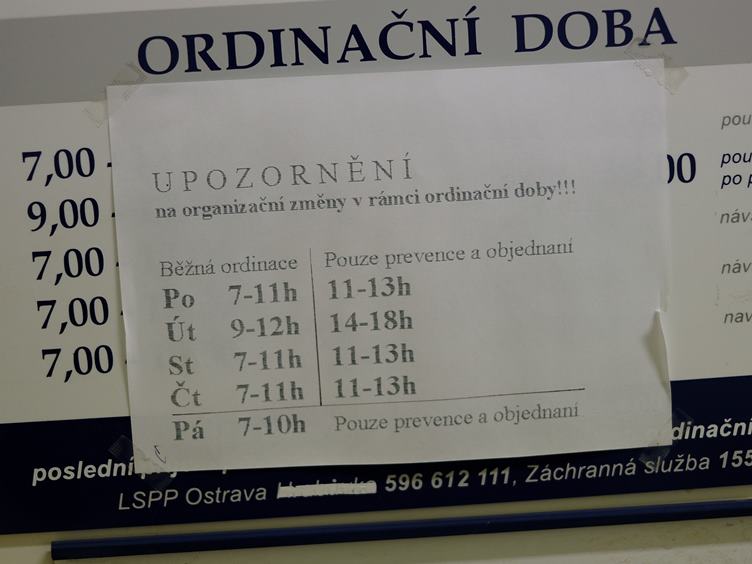 ORDINAČNÍ DOBA
7,00 -
9,00
7,00
7,00
7,00
UPOZORNĚNÍ
na organizační změny v rámci ordinační doby!!!
Běžná ordinace Pouze prevence a objednaní
Po 7-11h 11-13h
Út 9-12h 14-18h
St 7-11h 11-13h
Čt 7-11h 11-13h
Pá 7-10h Pouze prevence a objednaní
00
pou
pou
po p
náv
náv
nav
poslední
dinační
LSPP Ostrava 596 612 111, Záchranná služba 155